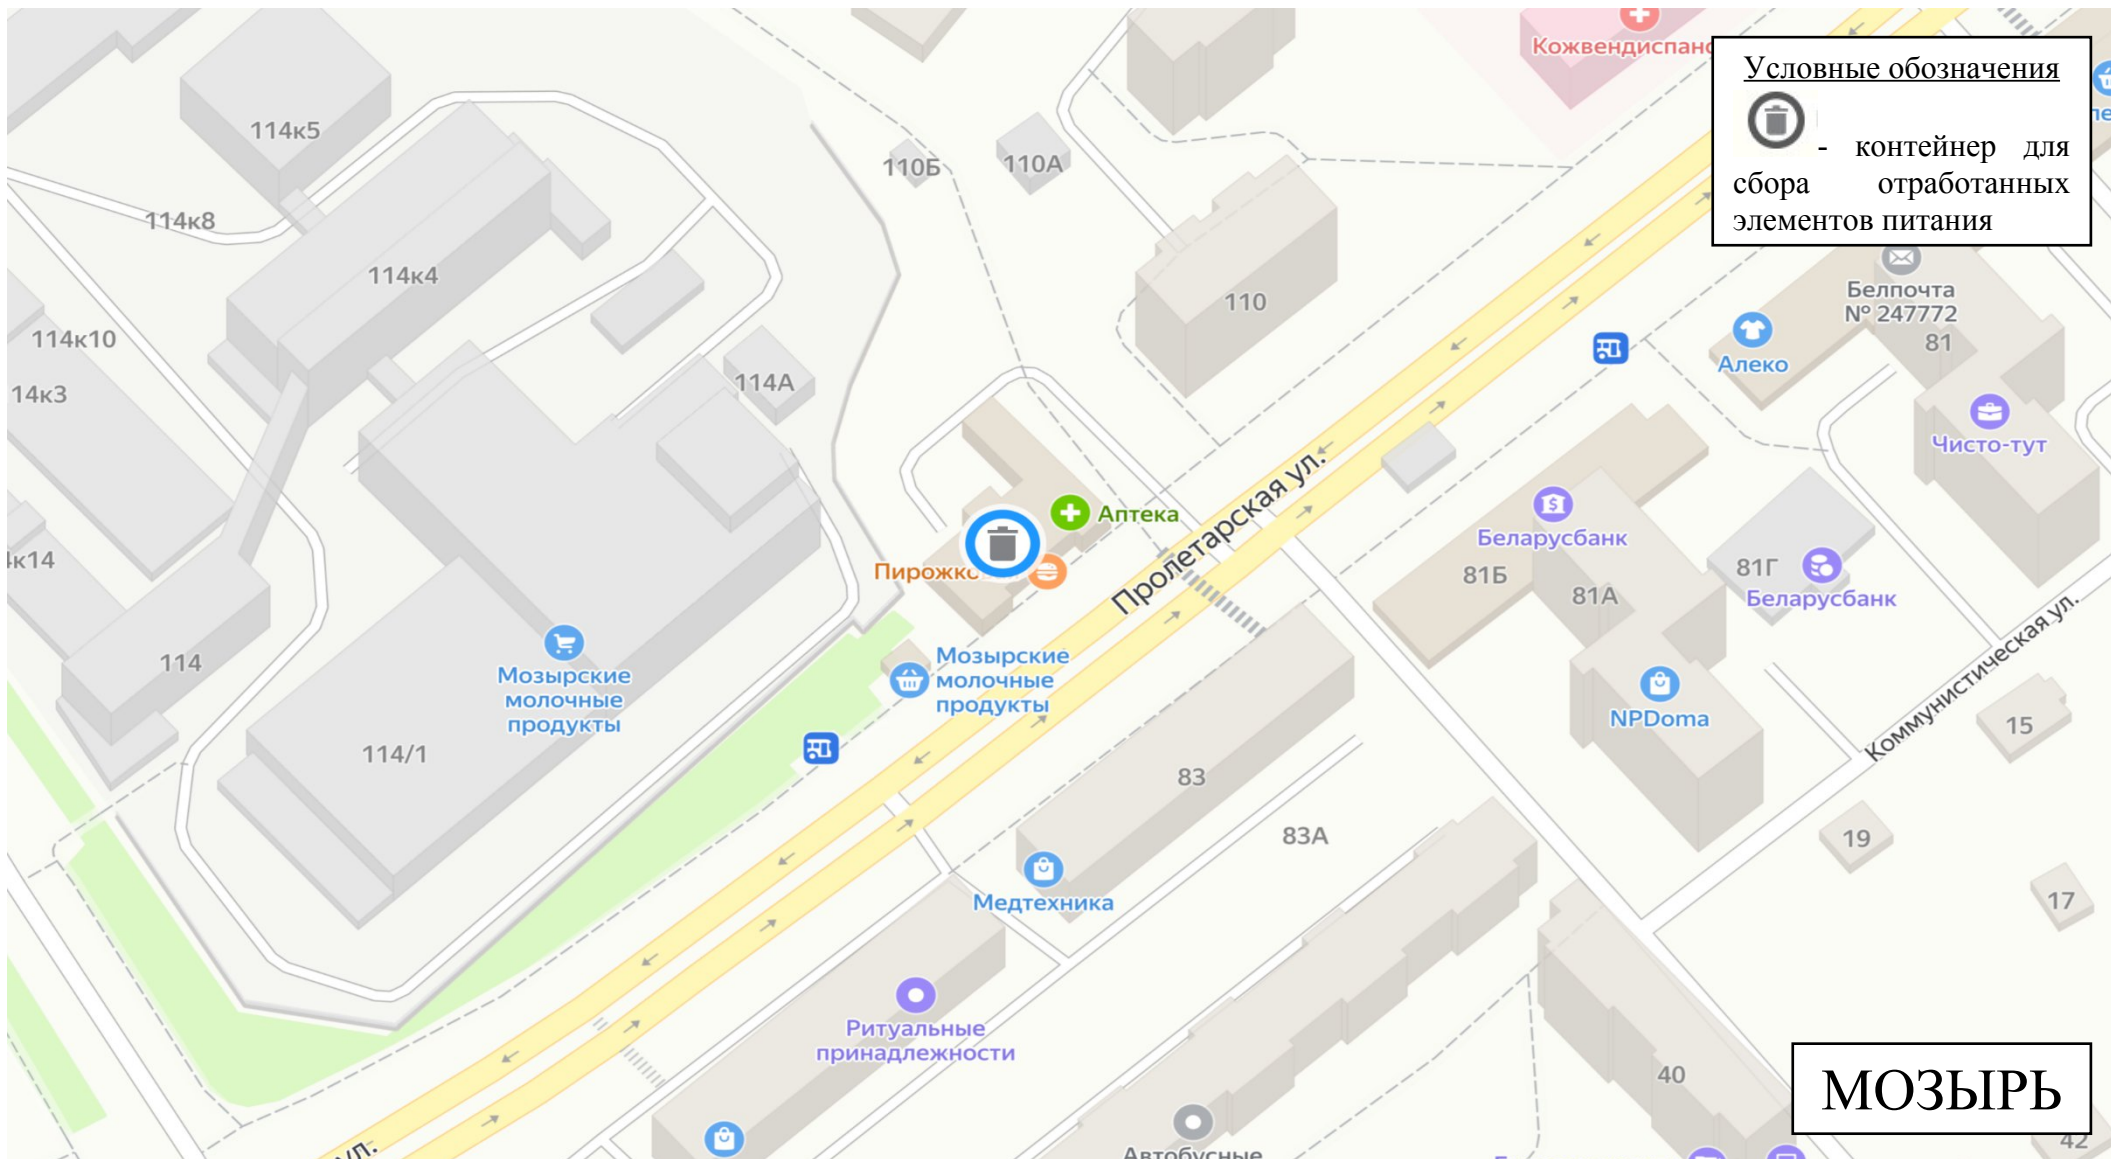 Кожвендиспанс
Условные обозначения
- контейнер для
сбора отработанных
элементов питания
114к5
110Б
110А
114к8
114к4
110
Белпочта
№ 247772
81
114к10
Алеко
14к3
114А
Чисто-тут
Пролетарская ул.
Аптека
Беларусбанк
к14
Пирожко
81Б
81А
81Г
Беларусбанк
Коммунистическая ул.
114
Мозырские
молочные
продукты
Мозырские
молочные
продукты
NPDoma
15
114/1
83
83А
19
Медтехника
17
Ритуальные
принадлежности
40
МОЗЫРЬ
42
ул.
Автобусные